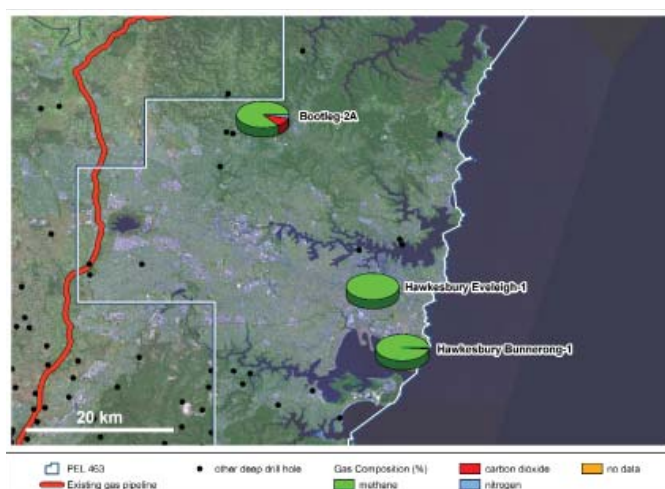 Bootleg-2A
Hawkesbury Eveleigh-1
Hawkesbury Bunnerong-1
20 km
PEL 463 other deep drill hole Gas Composition (%) carbon dioxide no data
Existing gas pipeline methane nitrogen